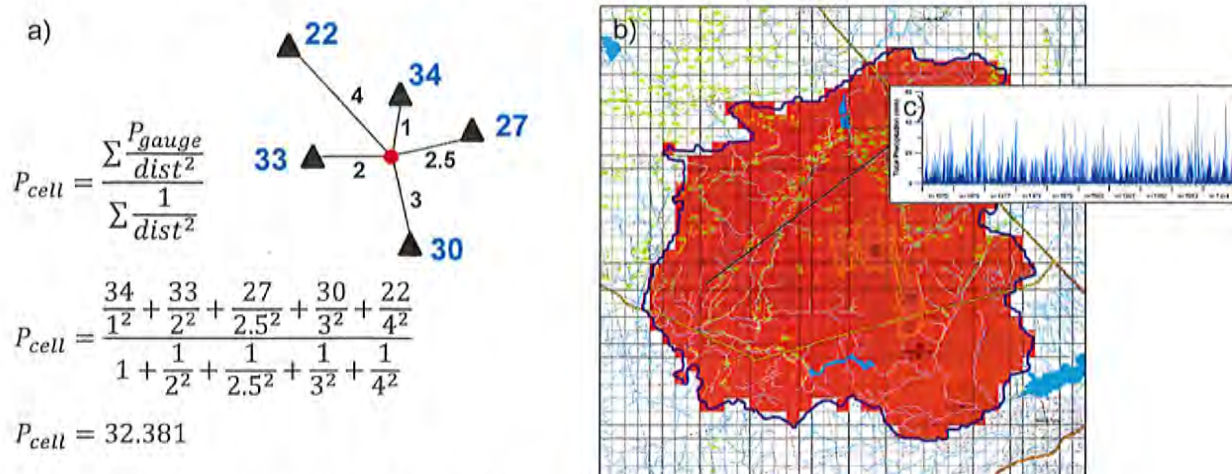 a)
22
34
27
33
30
4
1
2.5
2
3
P_cell = (∑ P_gauge/dist²) / (∑ 1/dist²)
P_cell = (34/1² + 33/2² + 27/2.5² + 30/3² + 22/4²) / (1 + 1/2² + 1/2.5² + 1/3² + 1/4²)
P_cell = 32.381
b)
c)